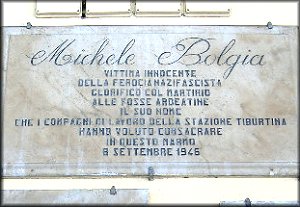 Michele Bolgia
VITTIMA INNOCENTE
DELLA FEROCIA NAZIFASCISTA
GLORIFICÒ COL MARTIRIO
ALLE FOSSE ARDEATINE
IL SUO NOME
CHE I COMPAGNI DI LAVORO DELLA STAZIONE TIBURTINA
HANNO VOLUTO CONSACRARE
IN QUESTO MARMO
8 SETTEMBRE 1946